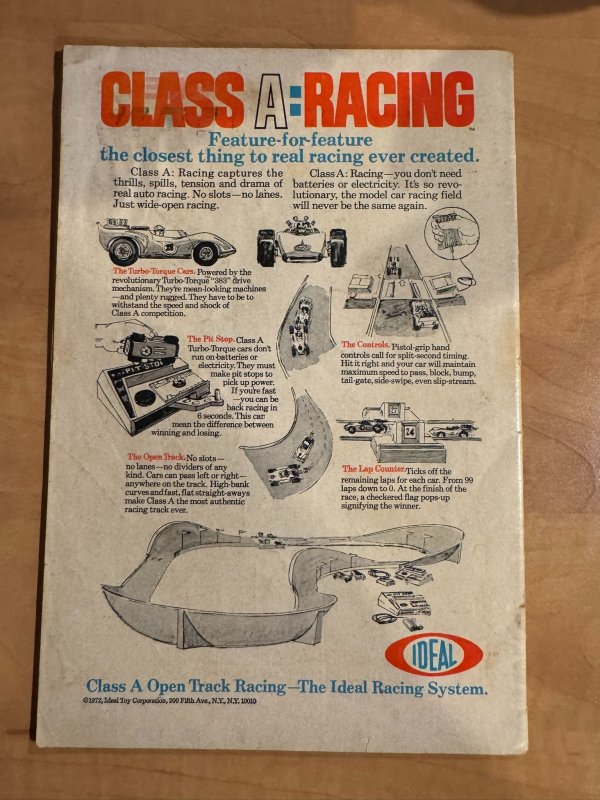 CLASS A: RACING
TM
Feature-for-feature
the closest thing to real racing ever created.
Class A: Racing captures the
thrills, spills, tension and drama of
real auto racing. No slots—no lanes.
Just wide-open racing.
Class A: Racing—you don't need
batteries or electricity. It's so revo-
lutionary, the model car racing field
will never be the same again.
The Turbo-Torque Cars. Powered by the
revolutionary Turbo-Torque "383" drive
mechanism. They're mean-looking machines
—and plenty rugged. They have to be to
withstand the speed and shock of
Class A competition.
The Pit Stop. Class A
Turbo-Torque cars don't
run on batteries or
electricity. They must
make pit stops to
pick up power.
If you're fast
—you can be
back racing in
6 seconds. This can
mean the difference between
winning and losing.
PIT STOP
The Controls. Pistol-grip hand
controls call for split-second timing.
Hit it right and your car will maintain
maximum speed to pass, block, bump,
tail-gate, side-swipe, even slip-stream.
The Open Track. No slots—
no lanes—no dividers of any
kind. Cars can pass left or right—
anywhere on the track. High-bank
curves and fast, flat straight-aways
make Class A the most authentic
racing track ever.
24
The Lap Counter. Ticks off the
remaining laps for each car. From 99
laps down to 0. At the finish of the
race, a checkered flag pops-up
signifying the winner.
IDEAL
Class A Open Track Racing—The Ideal Racing System.
©1972, Ideal Toy Corporation, 200 Fifth Ave., N.Y., N.Y. 10010